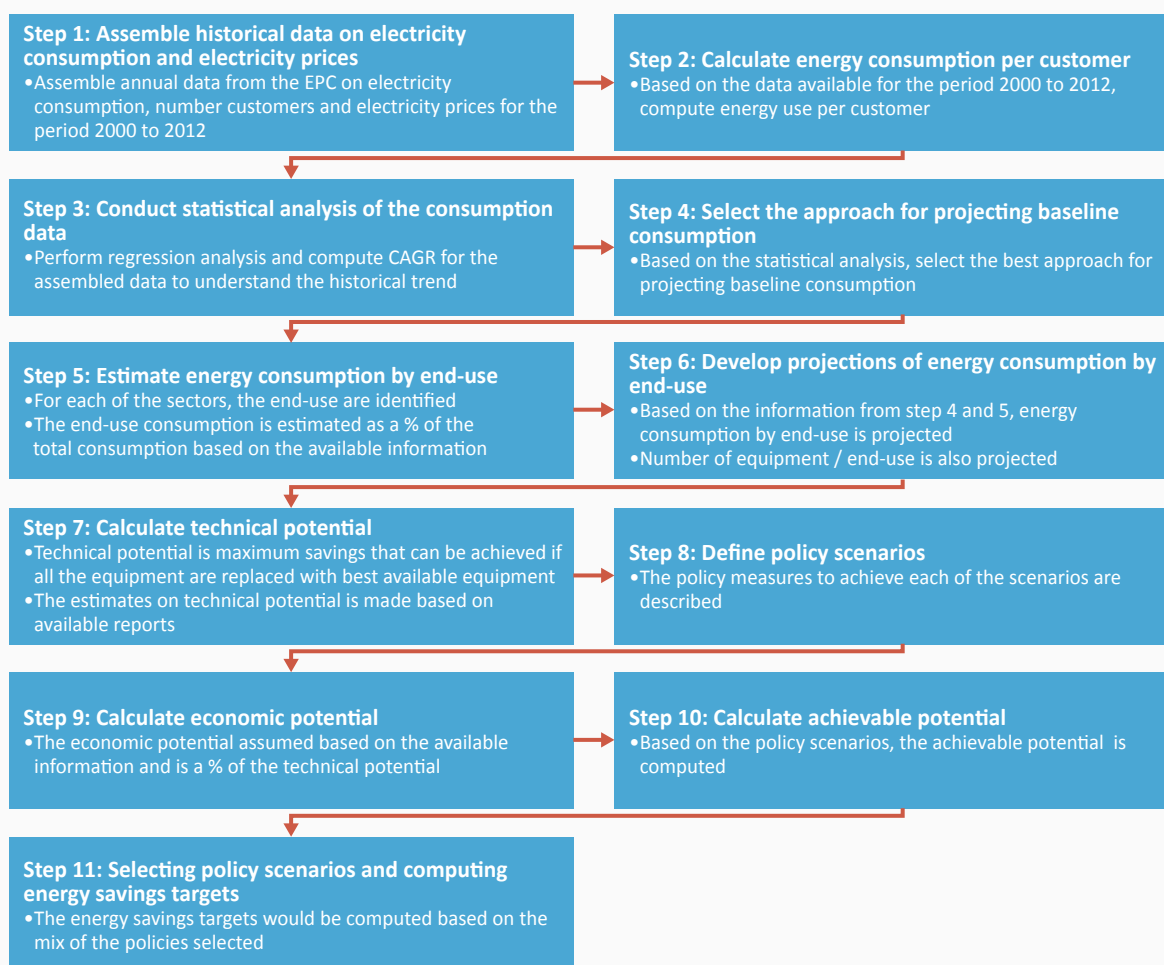 Step 1: Assemble historical data on electricity
consumption and electricity prices
•Assemble annual data from the EPC on electricity
consumption, number customers and electricity prices for the
period 2000 to 2012
Step 2: Calculate energy consumption per customer
•Based on the data available for the period 2000 to 2012,
compute energy use per customer
Step 3: Conduct statistical analysis of the consumption
data
•Perform regression analysis and compute CAGR for the
assembled data to understand the historical trend
Step 4: Select the approach for projecting baseline
consumption
•Based on the statistical analysis, select the best approach for
projecting baseline consumption
Step 5: Estimate energy consumption by end-use
•For each of the sectors, the end-use are identified
•The end-use consumption is estimated as a % of the
total consumption based on the available information
Step 6: Develop projections of energy consumption by
end-use
•Based on the information from step 4 and 5, energy
consumption by end-use is projected
•Number of equipment / end-use is also projected
Step 7: Calculate technical potential
•Technical potential is maximum savings that can be achieved if
all the equipment are replaced with best available equipment
•The estimates on technical potential is made based on
available reports
Step 8: Define policy scenarios
•The policy measures to achieve each of the scenarios are
described
Step 9: Calculate economic potential
•The economic potential assumed based on the available
information and is a % of the technical potential
Step 10: Calculate achievable potential
•Based on the policy scenarios, the achievable potential is
computed
Step 11: Selecting policy scenarios and computing
energy savings targets
•The energy savings targets would be computed based on the
mix of the policies selected